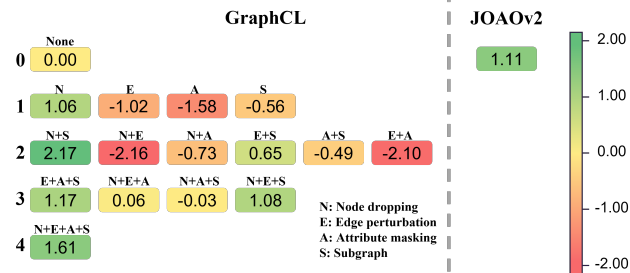 GraphCL JOAOv2
None
0 0.00 1.11 2.00
N E A S
1 1.06 -1.02 -1.58 -0.56 1.00
N+S N+E N+A E+S A+S E+A
2 2.17 -2.16 -0.73 0.65 -0.49 -2.10 0.00
E+A+S N+E+A N+A+S N+E+S
3 1.17 0.06 -0.03 1.08
N: Node dropping -1.00
E: Edge perturbation
N+E+A+S
A: Attribute masking
4 1.61
S: Subgraph
-2.00